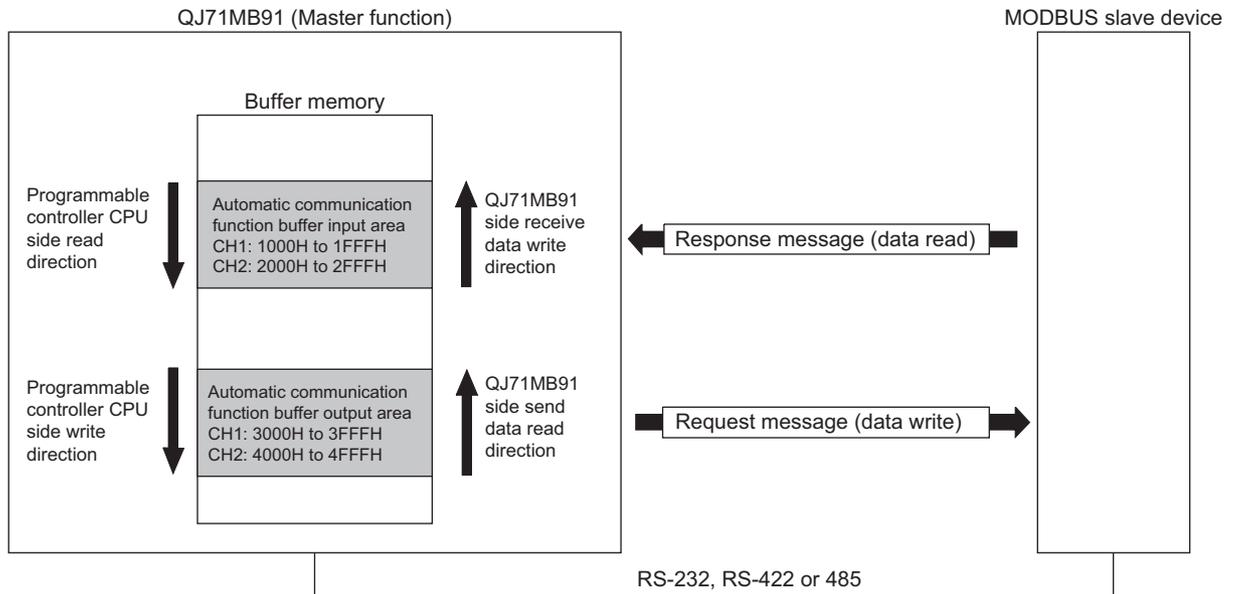 QJ71MB91 (Master function)
MODBUS slave device
Buffer memory
Programmable
controller CPU
side read
direction
Automatic communication
function buffer input area
CH1: 1000H to 1FFFH
CH2: 2000H to 2FFFH
QJ71MB91
side receive
data write
direction
Response message (data read)
Programmable
controller CPU
side write
direction
Automatic communication
function buffer output area
CH1: 3000H to 3FFFH
CH2: 4000H to 4FFFH
QJ71MB91
side send
data read
direction
Request message (data write)
RS-232, RS-422 or 485